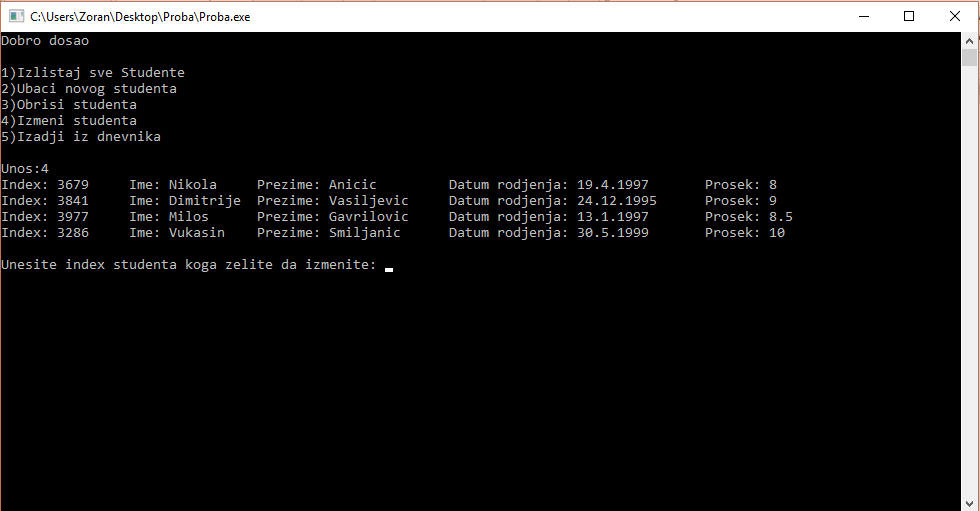 C:\Users\Zoran\Desktop\Proba\Proba.exe
Dobro dosao
1)Izlistaj sve Studente
2)Ubaci novog studenta
3)Obrisi studenta
4)Izmeni studenta
5)Izadji iz dnevnika
Unos:4
Index: 3679 Ime: Nikola Prezime: Anicic Datum rodjenja: 19.4.1997 Prosek: 8
Index: 3841 Ime: Dimitrije Prezime: Vasiljevic Datum rodjenja: 24.12.1995 Prosek: 9
Index: 3977 Ime: Milos Prezime: Gavrilovic Datum rodjenja: 13.1.1997 Prosek: 8.5
Index: 3286 Ime: Vukasin Prezime: Smiljanic Datum rodjenja: 30.5.1999 Prosek: 10
Unesite index studenta koga zelite da izmenite: